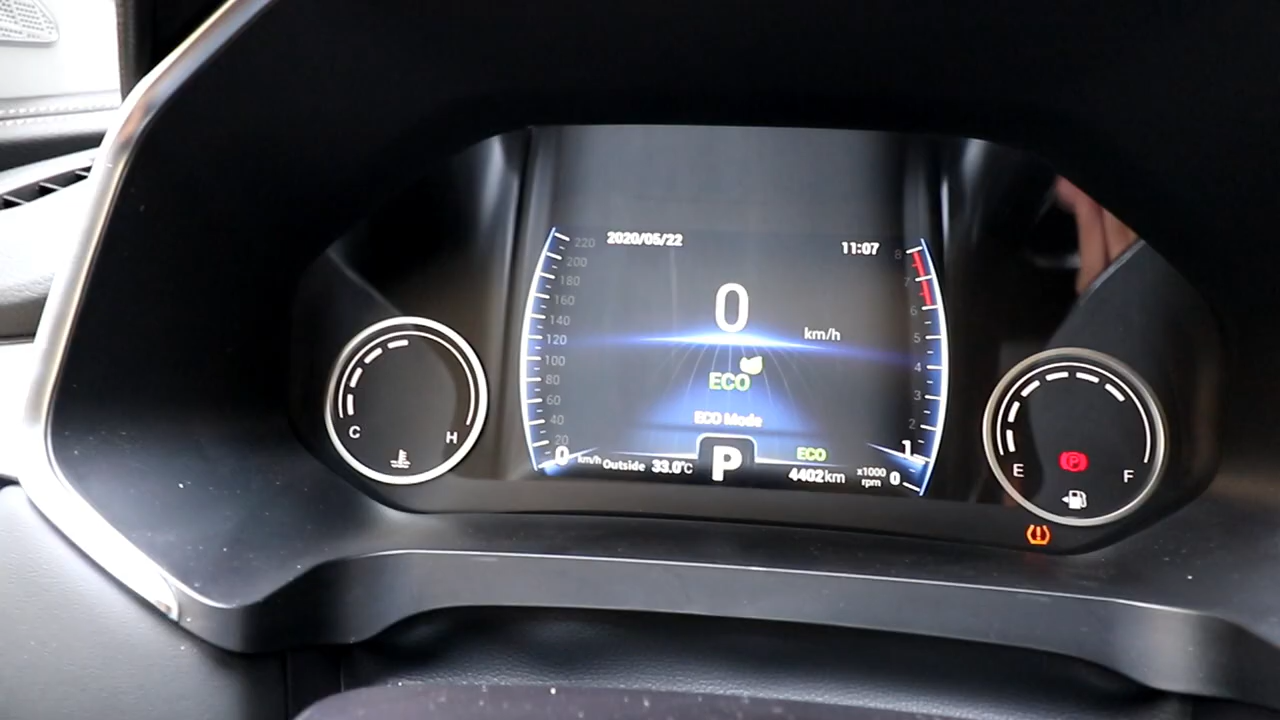 2020/05/22
11:07
220
200
180
160
140
120
100
80
60
40
20
0 km/h
0
km/h
ECO
ECO Mode
8
7
6
5
4
3
2
1
0
x1000
rpm
Outside 33.0°C
P
ECO
4402km
C
H
E
F
P